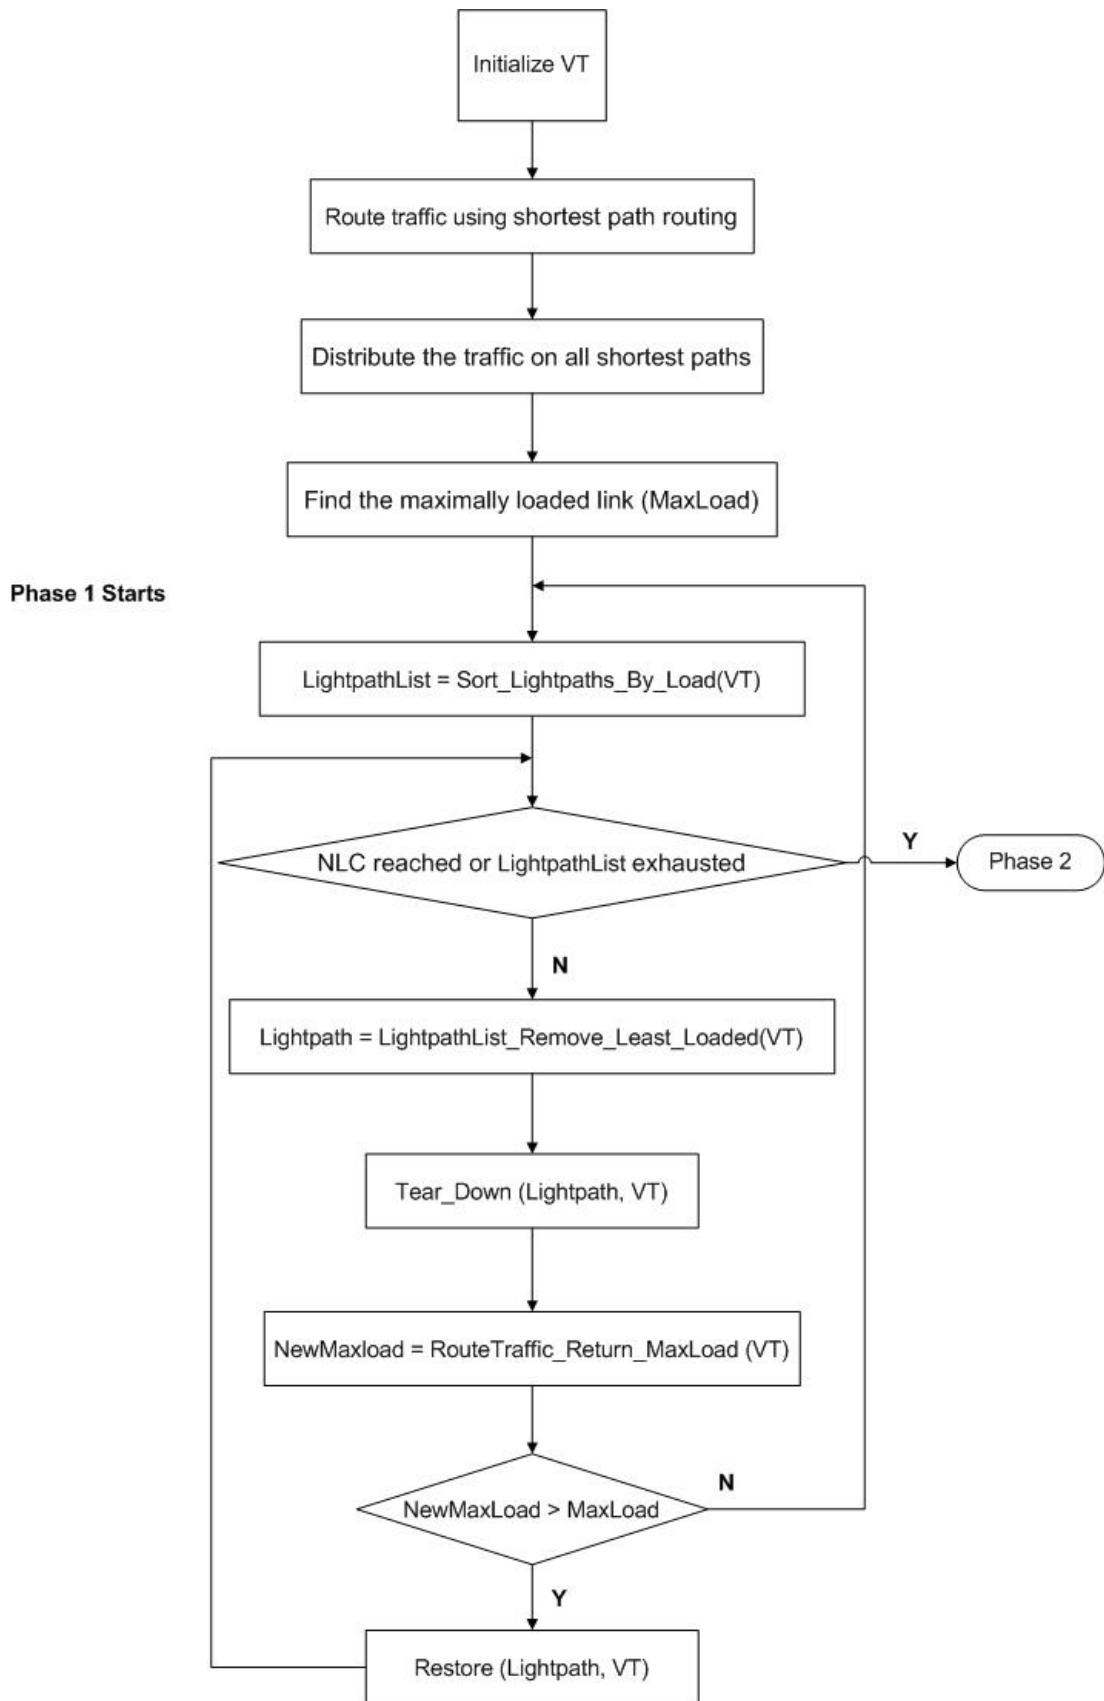 Initialize VT
Route traffic using shortest path routing
Distribute the traffic on all shortest paths
Find the maximally loaded link (MaxLoad)
Phase 1 Starts
LightpathList = Sort_Lightpaths_By_Load(VT)
NLC reached or LightpathList exhausted
Y
Phase 2
N
Lightpath = LightpathList_Remove_Least_Loaded(VT)
Tear_Down (Lightpath, VT)
NewMaxload = RouteTraffic_Return_MaxLoad (VT)
N
NewMaxLoad > MaxLoad
Y
Restore (Lightpath, VT)